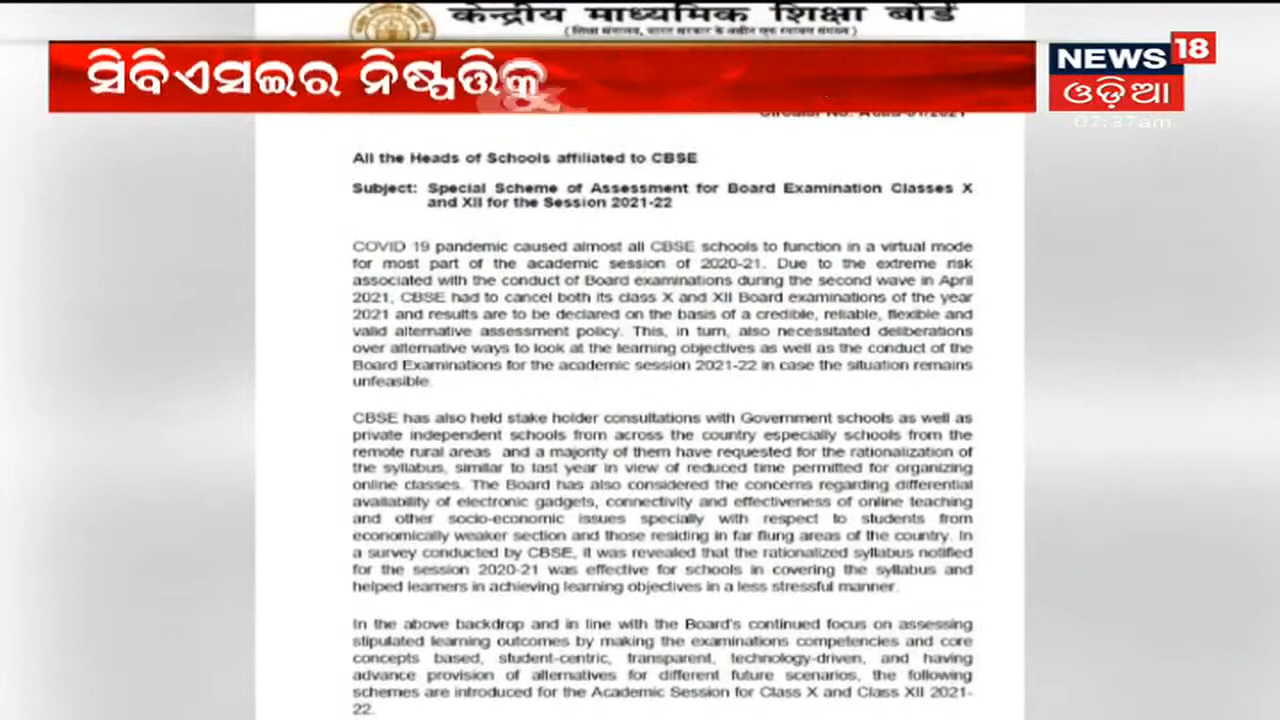 केन्द्रीय माध्यमिक शिक्षा बोर्ड
(शिक्षा मंत्रालय, भारत सरकार के अधीन एक स्वायत्त संगठन)
ସିବିଏସଇର ନିଷ୍ପତ୍ତିକୁ
NEWS 18
ଓଡ଼ିଆ
07:37am
Circular No: Acad-51/2021
All the Heads of Schools affiliated to CBSE
Subject: Special Scheme of Assessment for Board Examination Classes X
and XII for the Session 2021-22
COVID 19 pandemic caused almost all CBSE schools to function in a virtual mode
for most part of the academic session of 2020-21. Due to the extreme risk
associated with the conduct of Board examinations during the second wave in April
2021, CBSE had to cancel both its class X and XII Board examinations of the year
2021 and results are to be declared on the basis of a credible, reliable, flexible and
valid alternative assessment policy. This, in turn, also necessitated deliberations
over alternative ways to look at the learning objectives as well as the conduct of the
Board Examinations for the academic session 2021-22 in case the situation remains
unfeasible.
CBSE has also held stake holder consultations with Government schools as well as
private independent schools from across the country especially schools from the
remote rural areas and a majority of them have requested for the rationalization of
the syllabus, similar to last year in view of reduced time permitted for organizing
online classes. The Board has also considered the concerns regarding differential
availability of electronic gadgets, connectivity and effectiveness of online teaching
and other socio-economic issues specially with respect to students from
economically weaker section and those residing in far flung areas of the country. In
a survey conducted by CBSE, it was revealed that the rationalized syllabus notified
for the session 2020-21 was effective for schools in covering the syllabus and
helped learners in achieving learning objectives in a less stressful manner.
In the above backdrop and in line with the Board's continued focus on assessing
stipulated learning outcomes by making the examinations competencies and core
concepts based, student-centric, transparent, technology-driven, and having
advance provision of alternatives for different future scenarios, the following
schemes are introduced for the Academic Session for Class X and Class XII 2021-
22.